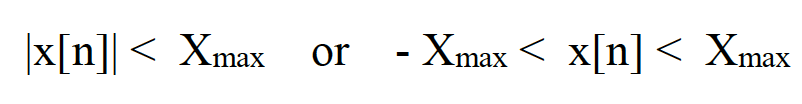 |x[n]| < Xmax or - Xmax < x[n] < Xmax